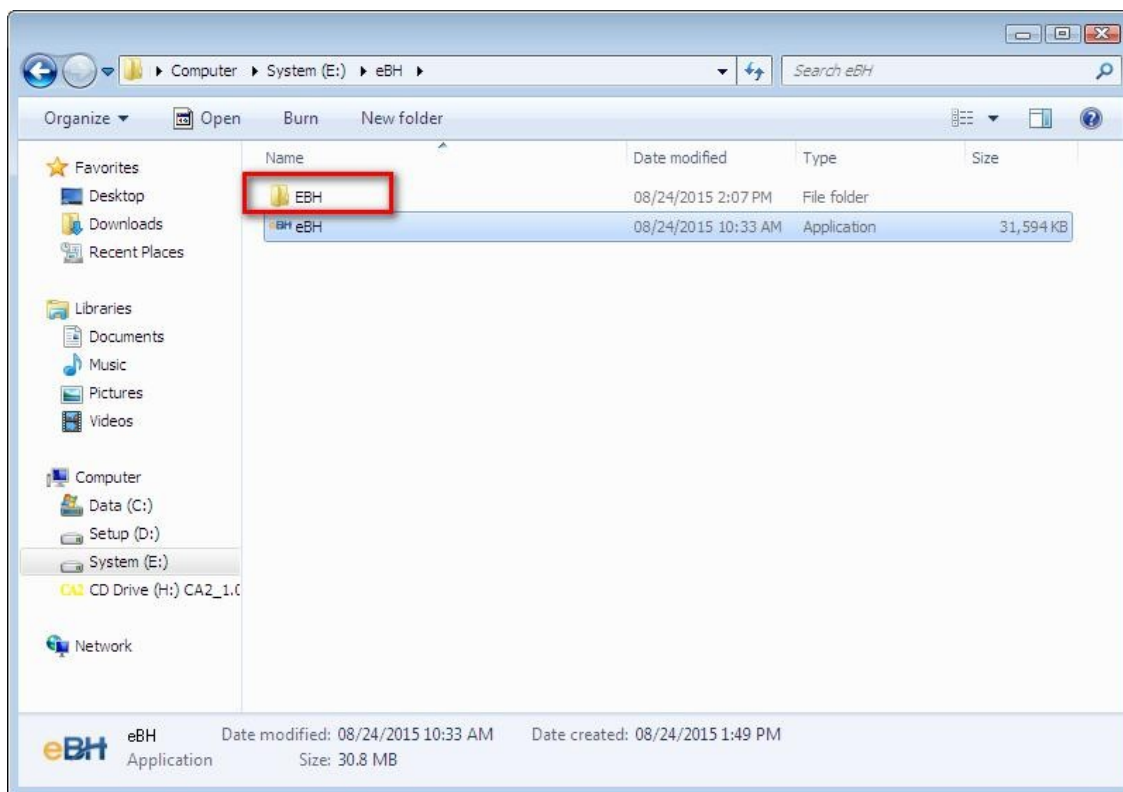 Computer System (E:) eBH Search eBH
Organize Open Burn New folder
Name Date modified Type Size
EBH 08/24/2015 2:07 PM File folder
BH eBH 08/24/2015 10:33 AM Application 31,594 KB
Favorites
Desktop
Downloads
Recent Places
Libraries
Documents
Music
Pictures
Videos
Computer
Data (C:)
Setup (D:)
System (E:)
CA2 CD Drive (H:) CA2_1.0
Network
eBH eBH Date modified: 08/24/2015 10:33 AM Date created: 08/24/2015 1:49 PM
Application Size: 30.8 MB